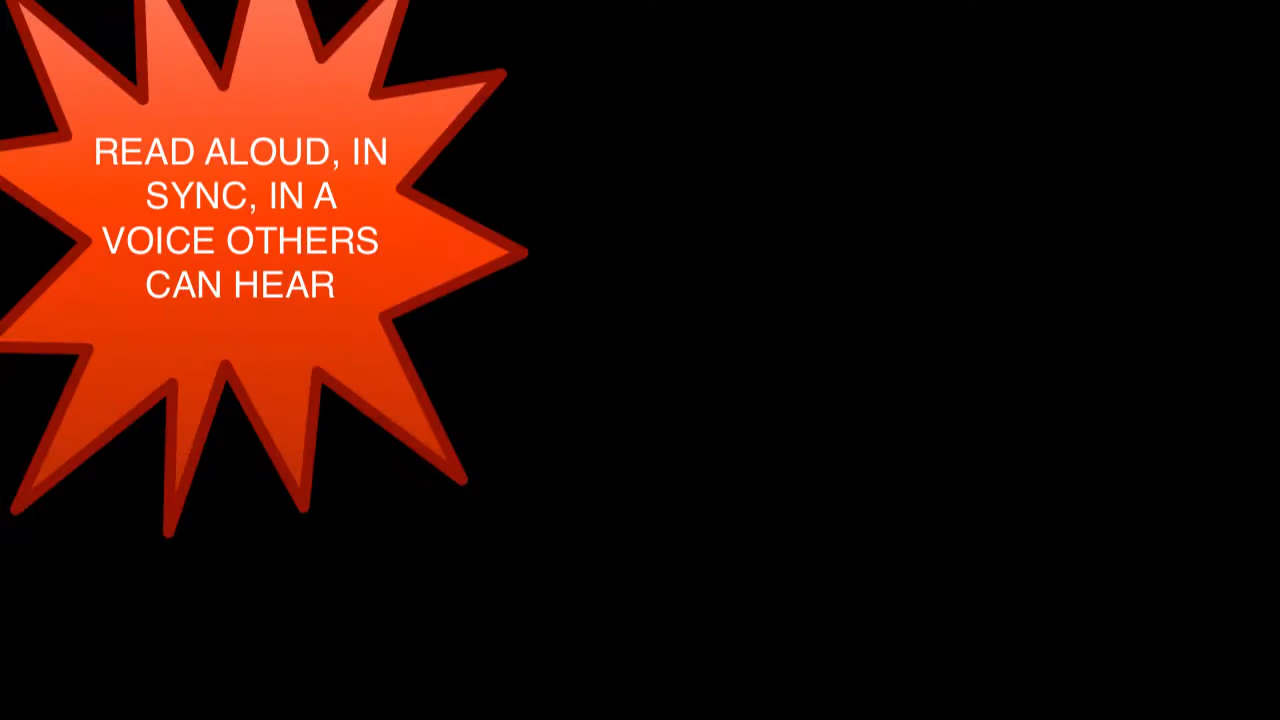 READ ALOUD, IN
SYNC, IN A
VOICE OTHERS
CAN HEAR